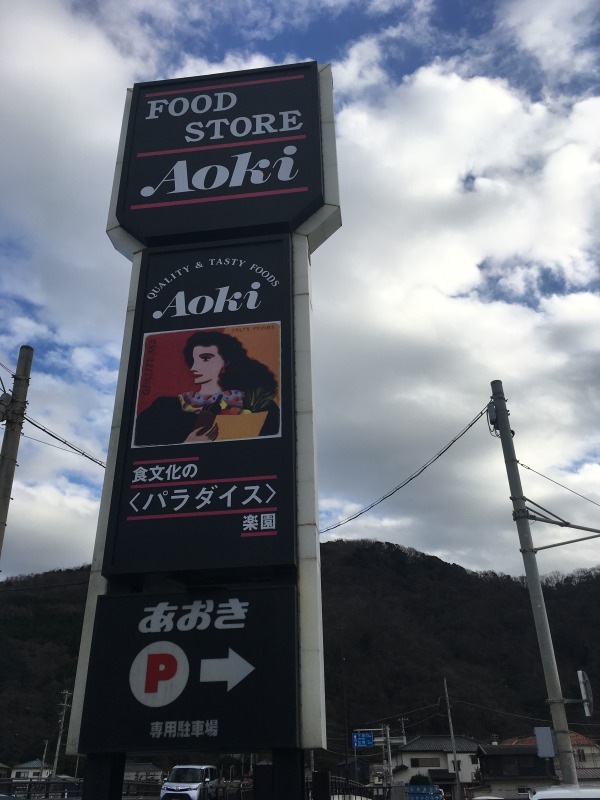 FOOD
STORE
Aoki
QUALITY & TASTY FOODS
Aoki
食文化の
〈パラダイス〉
楽園
あおき
P
専用駐車場